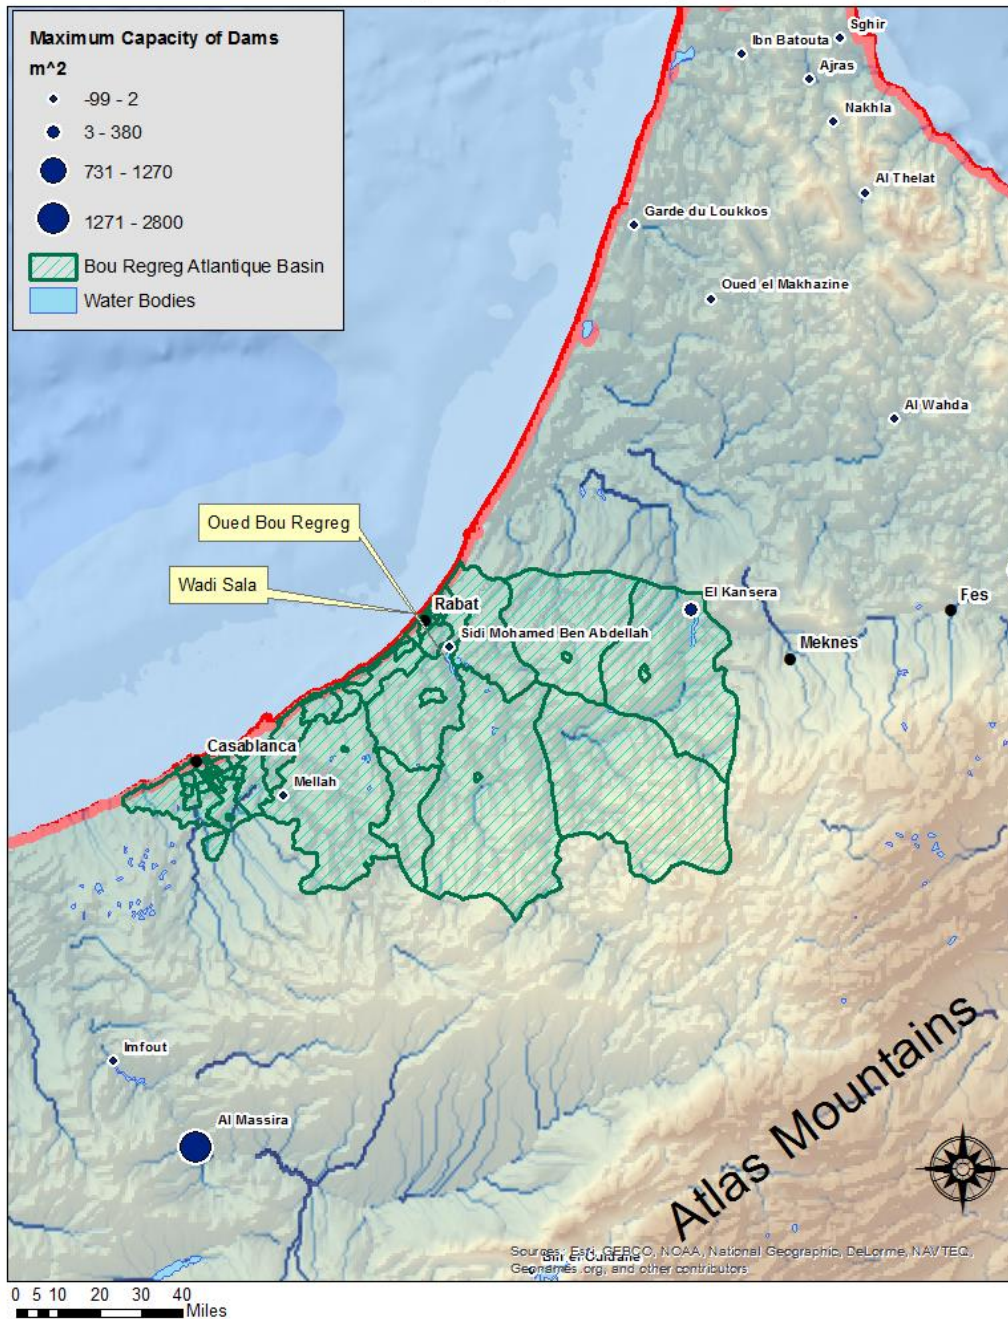 Maximum Capacity of Dams
m^2
-99 - 2
3 - 380
731 - 1270
1271 - 2800
Bou Regreg Atlantique Basin
Water Bodies
Sghir
Ibn Batouta
Ajras
Nakhla
Al Thelat
Garde du Loukkos
Oued el Makhazine
Al Wahda
Oued Bou Regreg
Wadi Sala
Rabat
El Kansera
Fes
Sidi Mohamed Ben Abdellah
Meknes
Casablanca
Mellah
Imfout
Al Massira
Atlas Mountains
Bin el Ouidane
Sources: Esri, GEBCO, NOAA, National Geographic, DeLorme, NAVTEQ,
Geonames.org, and other contributors
0 5 10 20 30 40
Miles